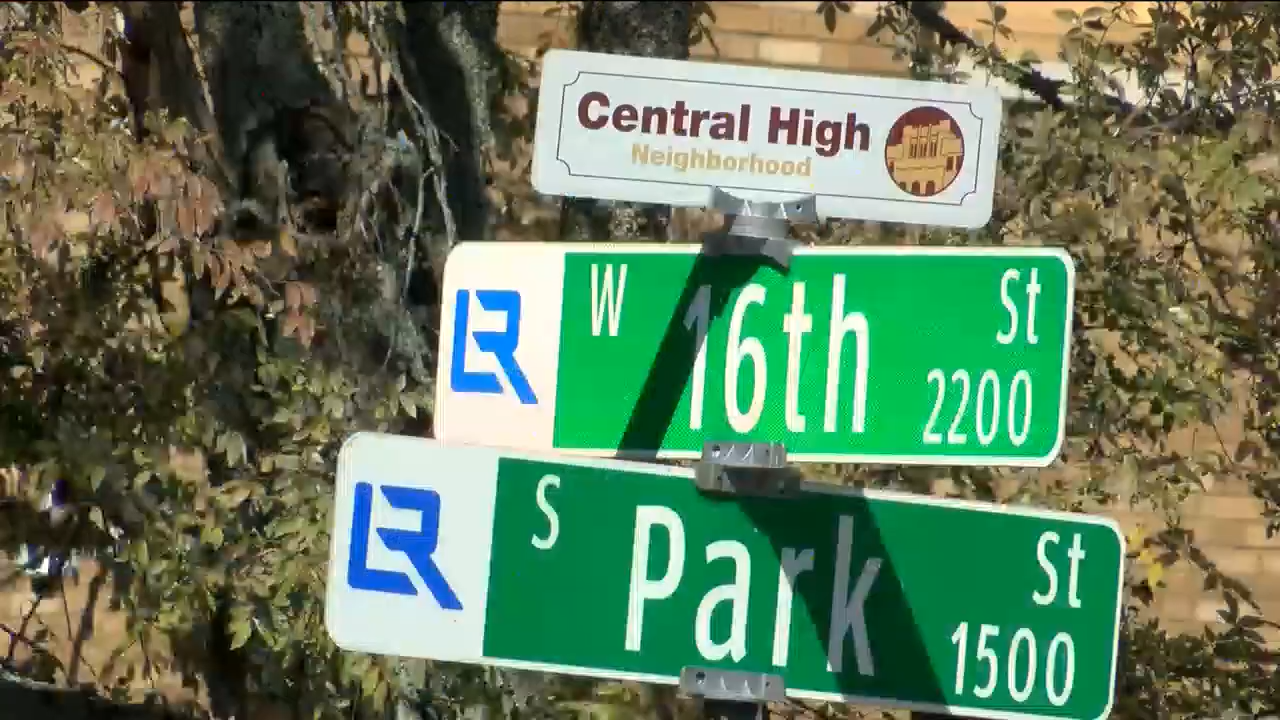 Central High
Neighborhood
LR W 16th St
2200
LR S Park St
1500